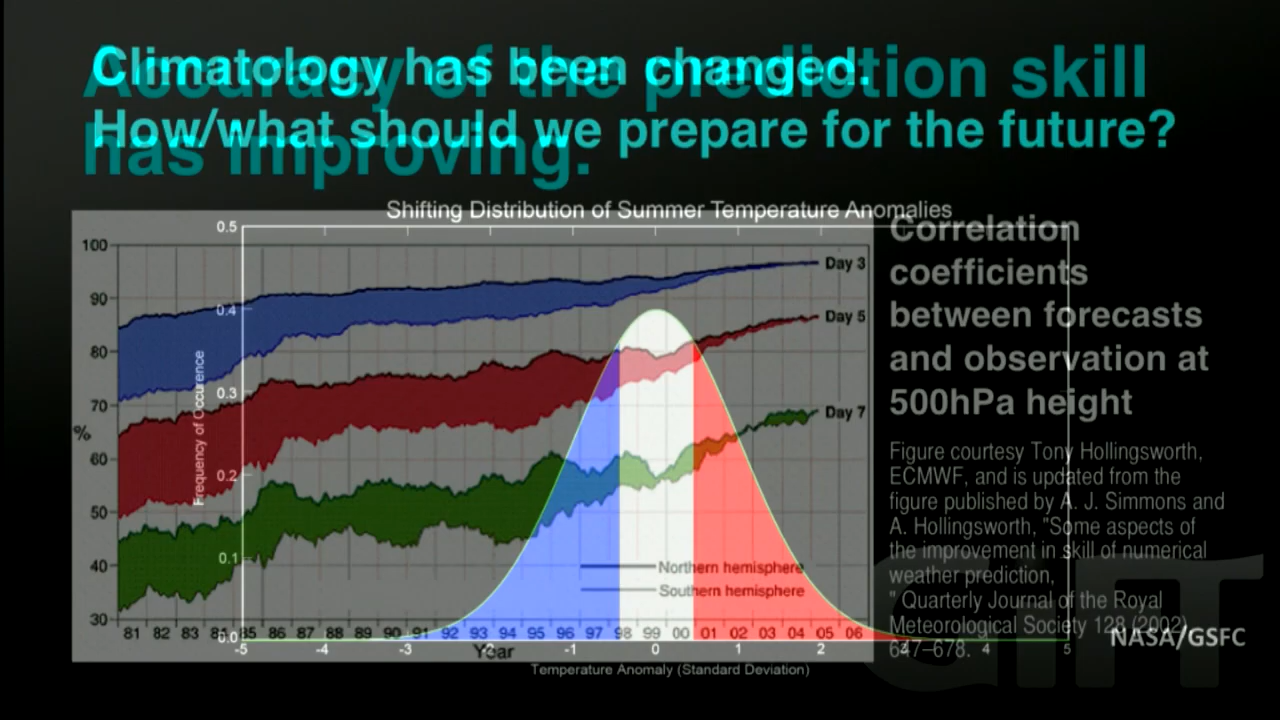 Climatology has been changed.
How/what should we prepare for the future?
Accuracy of the prediction skill
has improving.
Shifting Distribution of Summer Temperature Anomalies
0.5
0.4
0.3
0.2
0.1
0.0
Frequency of Occurence
-5 -4 -3 -2 -1 0 1 2 3 4 5
Temperature Anomaly (Standard Deviation)
100
90
80
70
%
60
50
40
30
Day 3
Day 5
Day 7
Northern hemisphere
Southern hemisphere
81 82 83 84 85 86 87 88 89 90 91 92 93 94 95 96 97 98 99 00 01 02 03 04 05 06
Year
Correlation
coefficients
between forecasts
and observation at
500hPa height
Figure courtesy Tony Hollingsworth,
ECMWF, and is updated from the
figure published by A. J. Simmons and
A. Hollingsworth, "Some aspects of
the improvement in skill of numerical
weather prediction,
" Quarterly Journal of the Royal
Meteorological Society 128 (2002)
647–678.
NASA/GSFC
GIFT